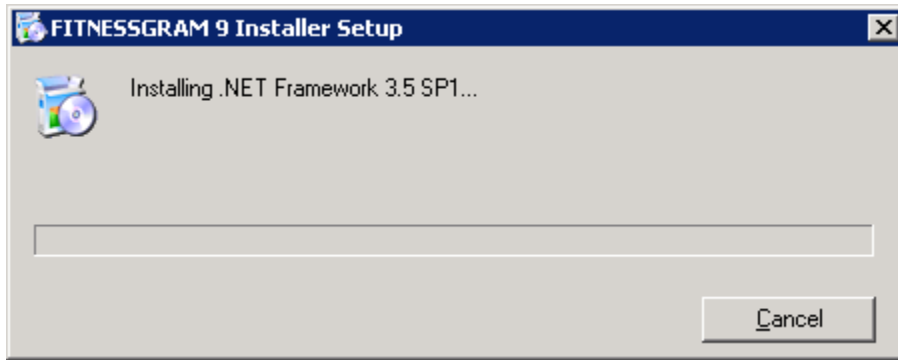 FITNESSGRAM 9 Installer Setup
Installing .NET Framework 3.5 SP1...
Cancel